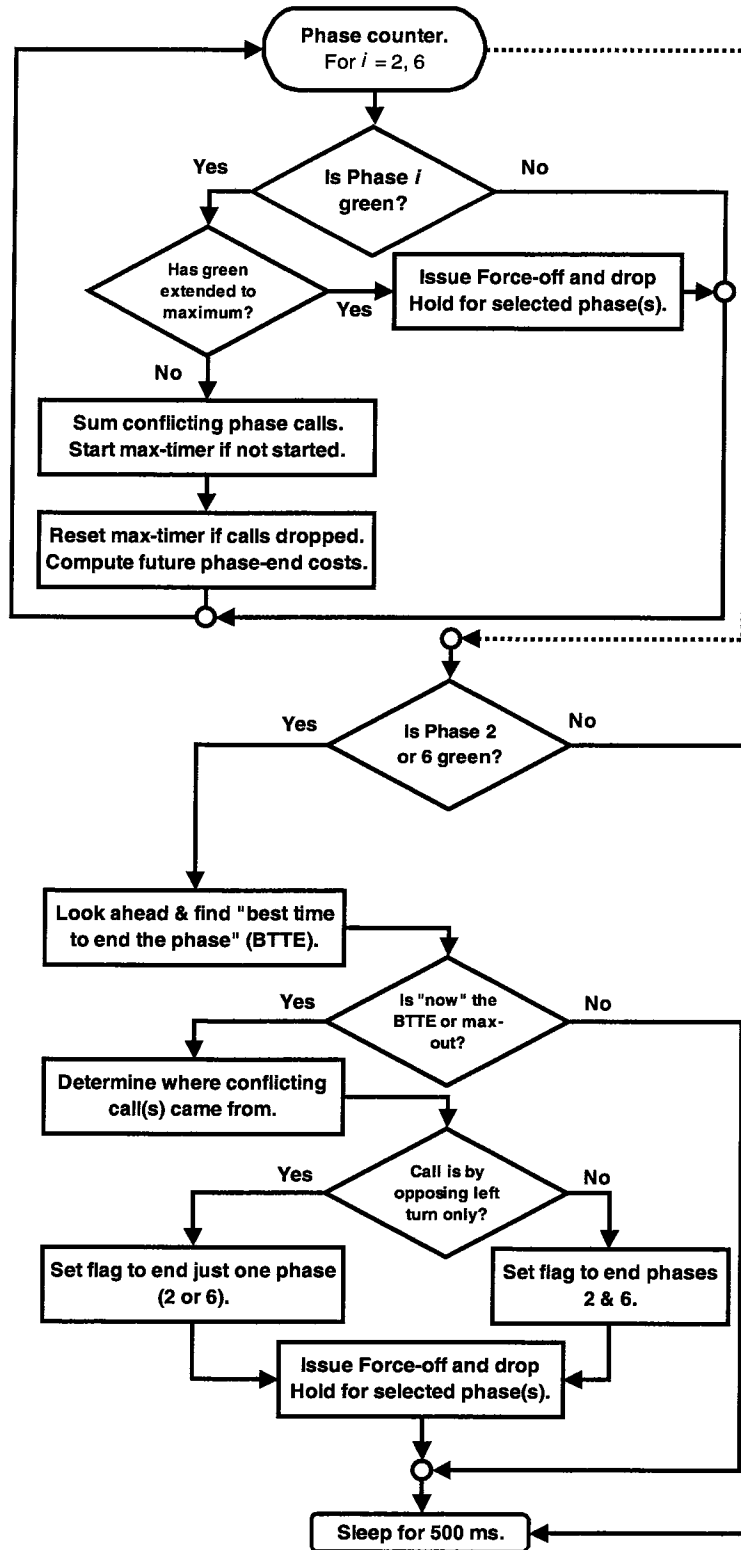 Phase counter.
For i = 2, 6
Is Phase i
green?
Yes
No
Has green
extended to
maximum?
Yes
Issue Force-off and drop
Hold for selected phase(s).
No
Sum conflicting phase calls.
Start max-timer if not started.
Reset max-timer if calls dropped.
Compute future phase-end costs.
Is Phase 2
or 6 green?
Yes
No
Look ahead & find "best time
to end the phase" (BTTE).
Is "now" the
BTTE or max-
out?
Yes
No
Determine where conflicting
call(s) came from.
Call is by
opposing left
turn only?
Yes
No
Set flag to end just one phase
(2 or 6).
Set flag to end phases
2 & 6.
Issue Force-off and drop
Hold for selected phase(s).
Sleep for 500 ms.